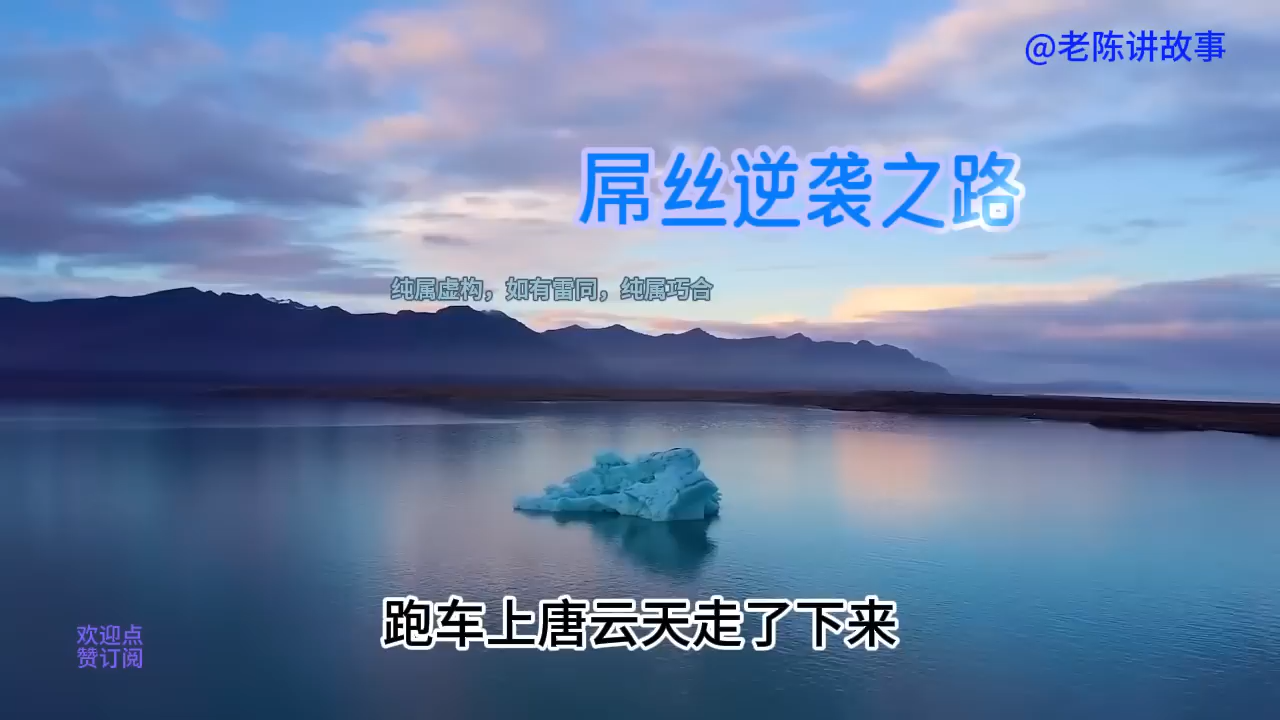 @老陈讲故事
屌丝逆袭之路
纯属虚构，如有雷同，纯属巧合
跑车上唐云天走了下来
欢迎点
赞订阅